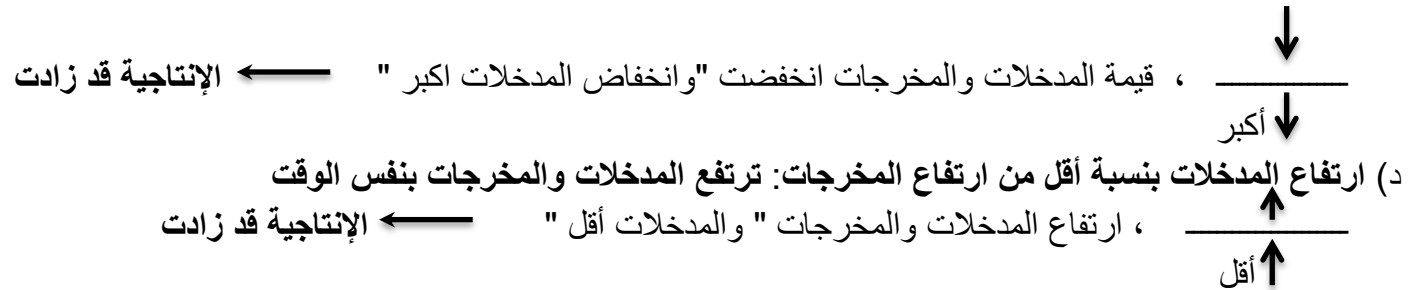 ، قيمة المدخلات والمخرجات انخفضت "وانخفاض المدخلات اكبر " الإنتاجية قد زادت
أكبر
د) ارتفاع المدخلات بنسبة أقل من ارتفاع المخرجات: ترتفع المدخلات والمخرجات بنفس الوقت
، ارتفاع المدخلات والمخرجات " والمدخلات أقل " الإنتاجية قد زادت
أقل